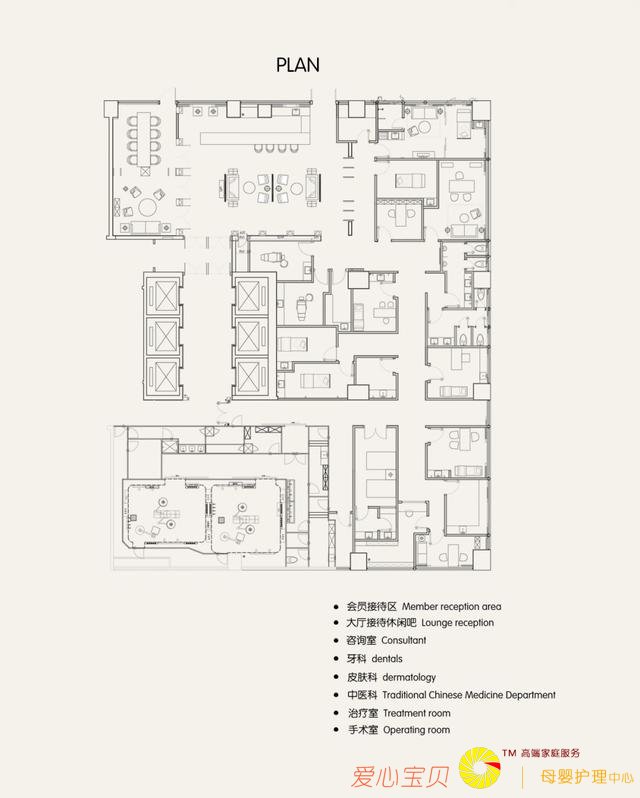 PLAN
会员接待区 Member reception area
大厅接待休闲吧 Lounge reception
咨询室 Consultant
牙科 dentals
皮肤科 dermatology
中医科 Traditional Chinese Medicine Department
治疗室 Treatment room
手术室 Operating room
TM 高端家庭服务
爱心宝贝 母婴护理中心